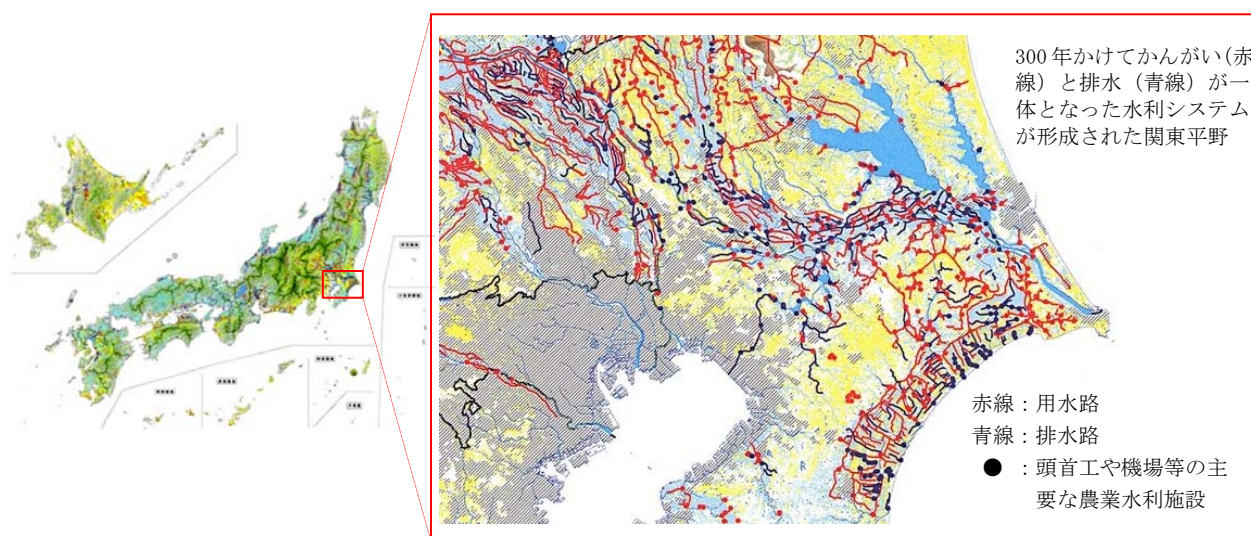 300 年かけてかんがい(赤
線）と排水（青線）が一
体となった水利システム
が形成された関東平野
赤線：用水路
青線：排水路
●：頭首工や機場等の主
要な農業水利施設